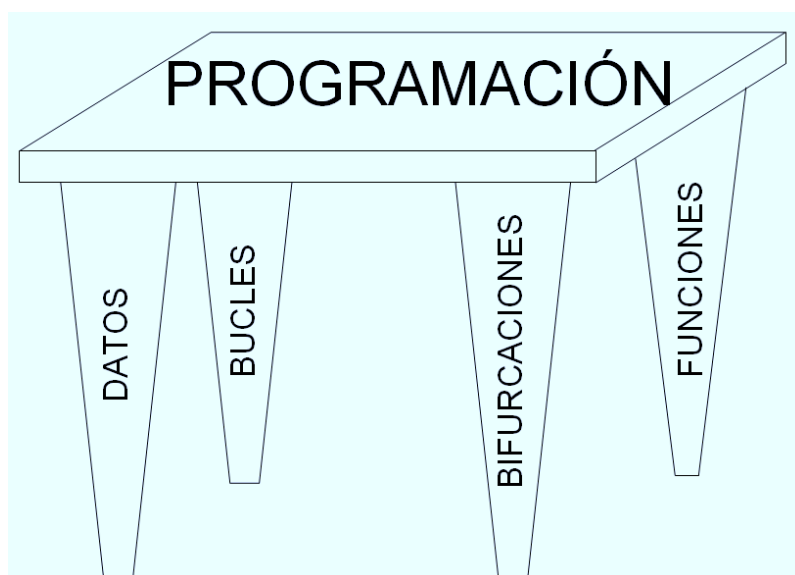 PROGRAMACIÓN
DATOS
BUCLES
BIFURCACIONES
FUNCIONES